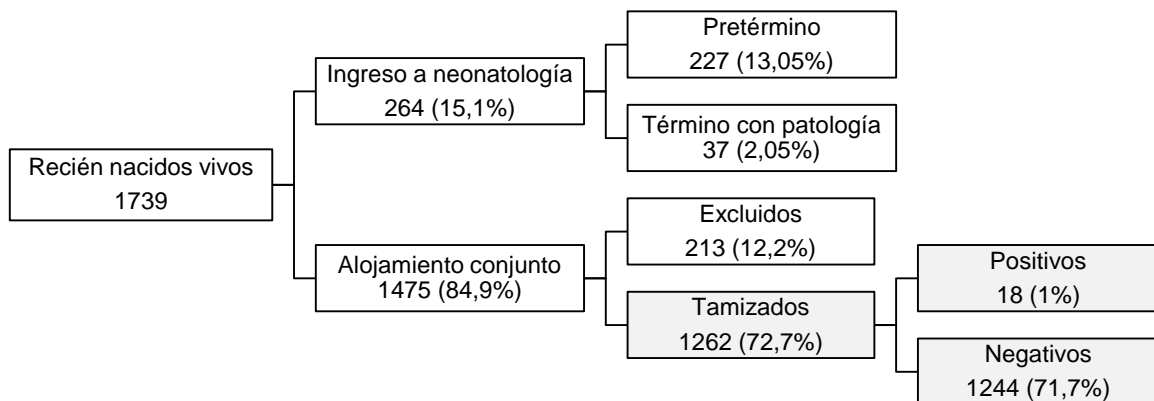 Recién nacidos vivos
1739
Ingreso a neonatología
264 (15,1%)
Pretérmino
227 (13,05%)
Término con patología
37 (2,05%)
Alojamiento conjunto
1475 (84,9%)
Excluidos
213 (12,2%)
Tamizados
1262 (72,7%)
Positivos
18 (1%)
Negativos
1244 (71,7%)